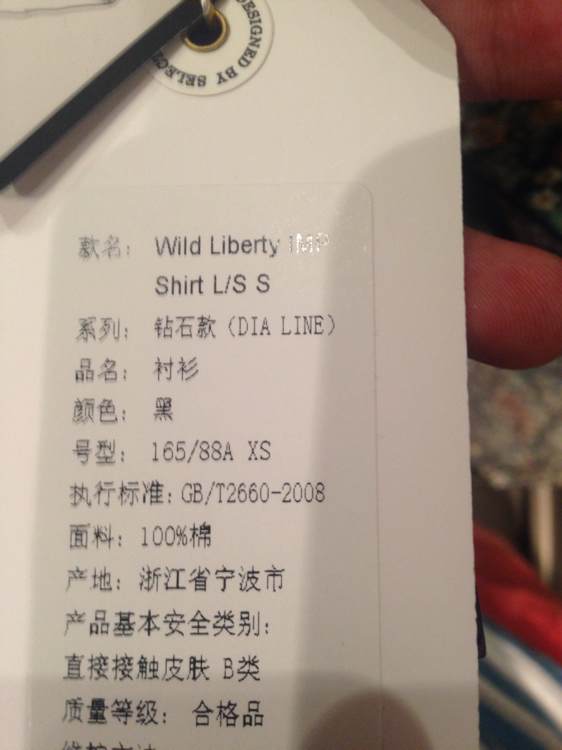 DESIGNED BY SELEC
款名： Wild Liberty IMP
Shirt L/S S
系列： 钻石款（DIA LINE）
品名： 衬衫
颜色： 黑
号型： 165/88A XS
执行标准：GB/T2660-2008
面料： 100%棉
产地： 浙江省宁波市
产品基本安全类别：
直接接触皮肤 B类
质量等级： 合格品